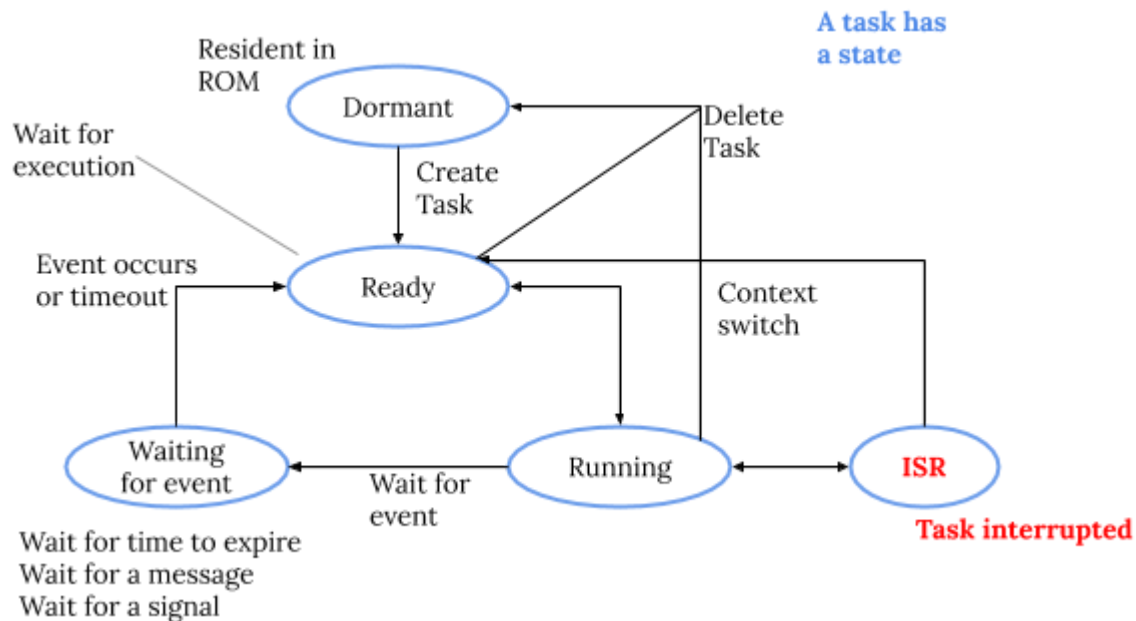 A task has
a state
Resident in
ROM
Dormant
Delete
Task
Wait for
execution
Create
Task
Event occurs
or timeout
Ready
Context
switch
Waiting
for event
Wait for
event
Running
ISR
Task interrupted
Wait for time to expire
Wait for a message
Wait for a signal